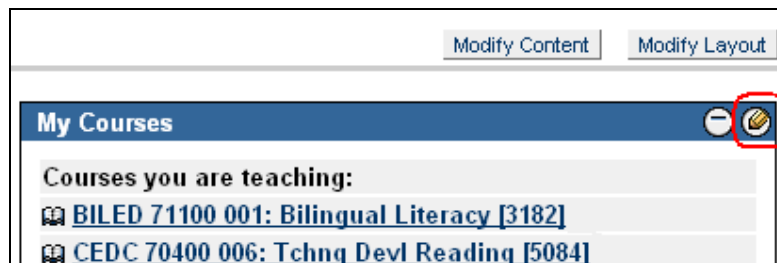 Modify Content Modify Layout
My Courses
Courses you are teaching:
BILED 71100 001: Bilingual Literacy [3182]
CEDC 70400 006: Tchng Devl Reading [5084]